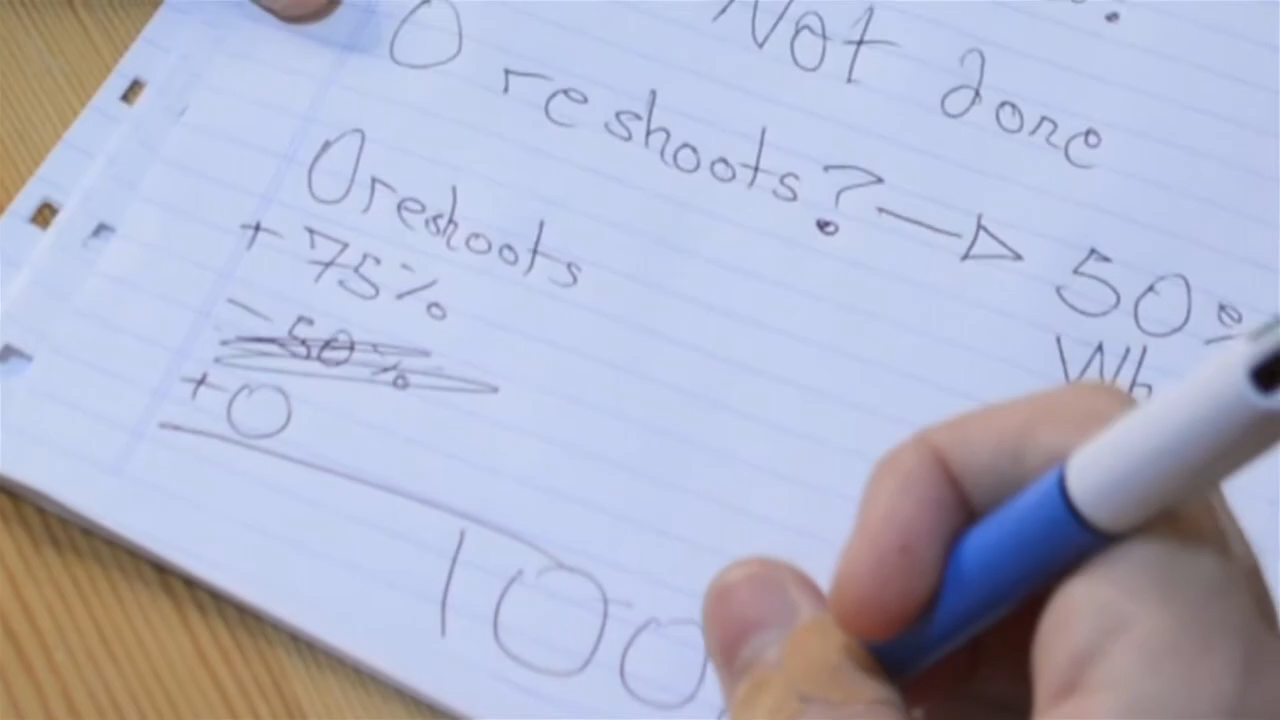 Not done
0 reshoots? → 50%
Wh
0 reshoots
+ 75%
- 50%
+ 0
100